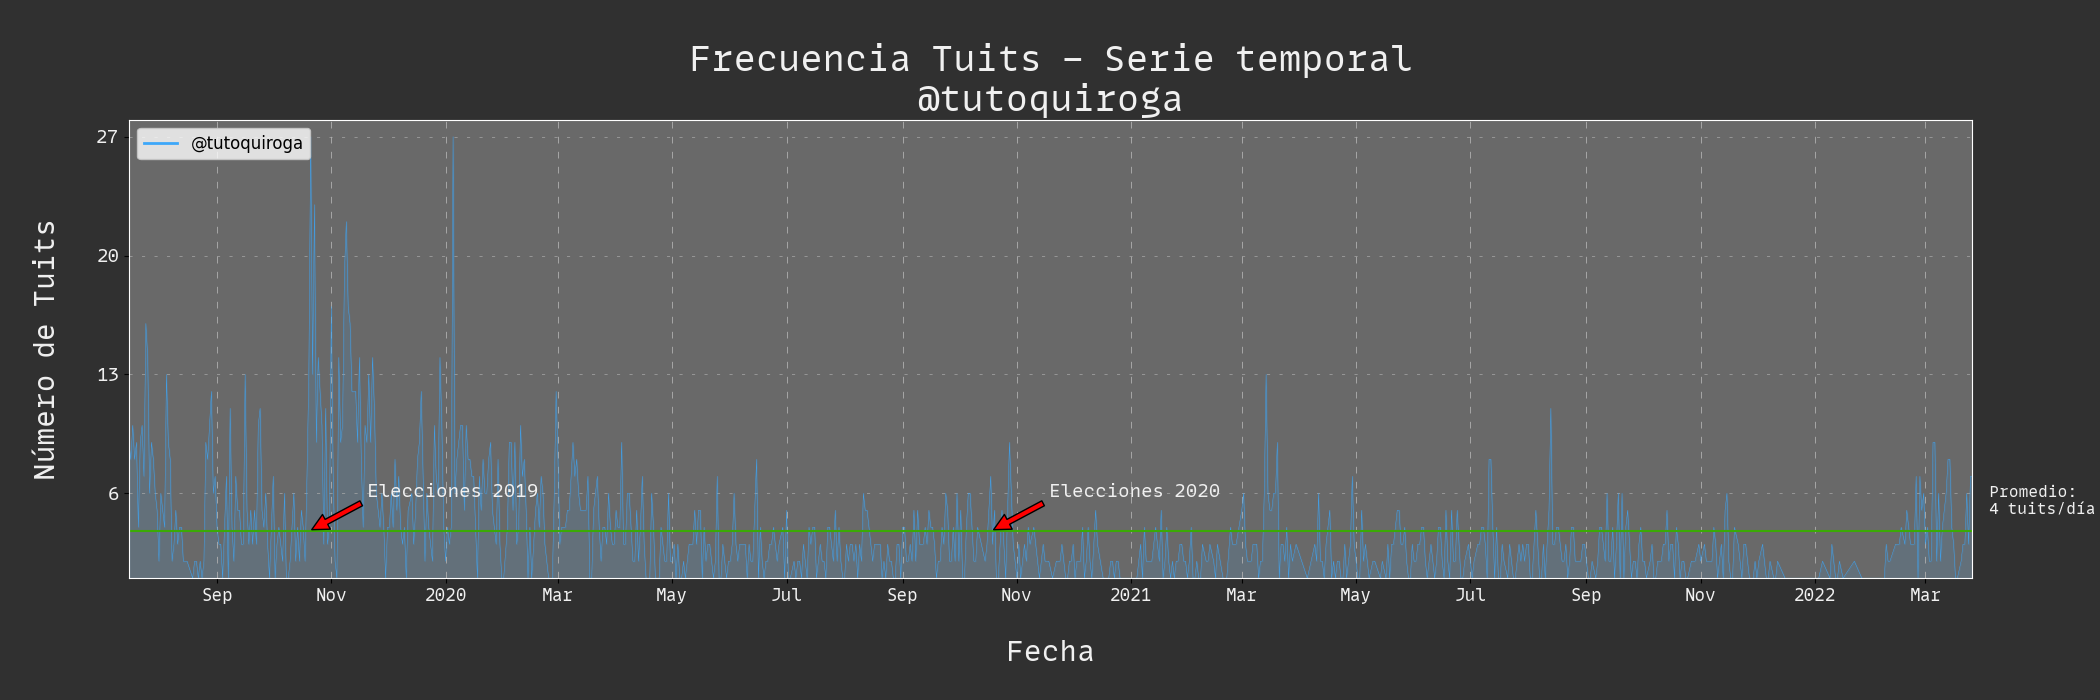 Frecuencia Tuits – Serie temporal
@tutoquiroga
@tutoquiroga
27
20
13
6
Número de Tuits
Elecciones 2019
Elecciones 2020
Promedio:
4 tuits/día
Sep
Nov
2020
Mar
May
Jul
Sep
Nov
2021
Mar
May
Jul
Sep
Nov
2022
Mar
Fecha